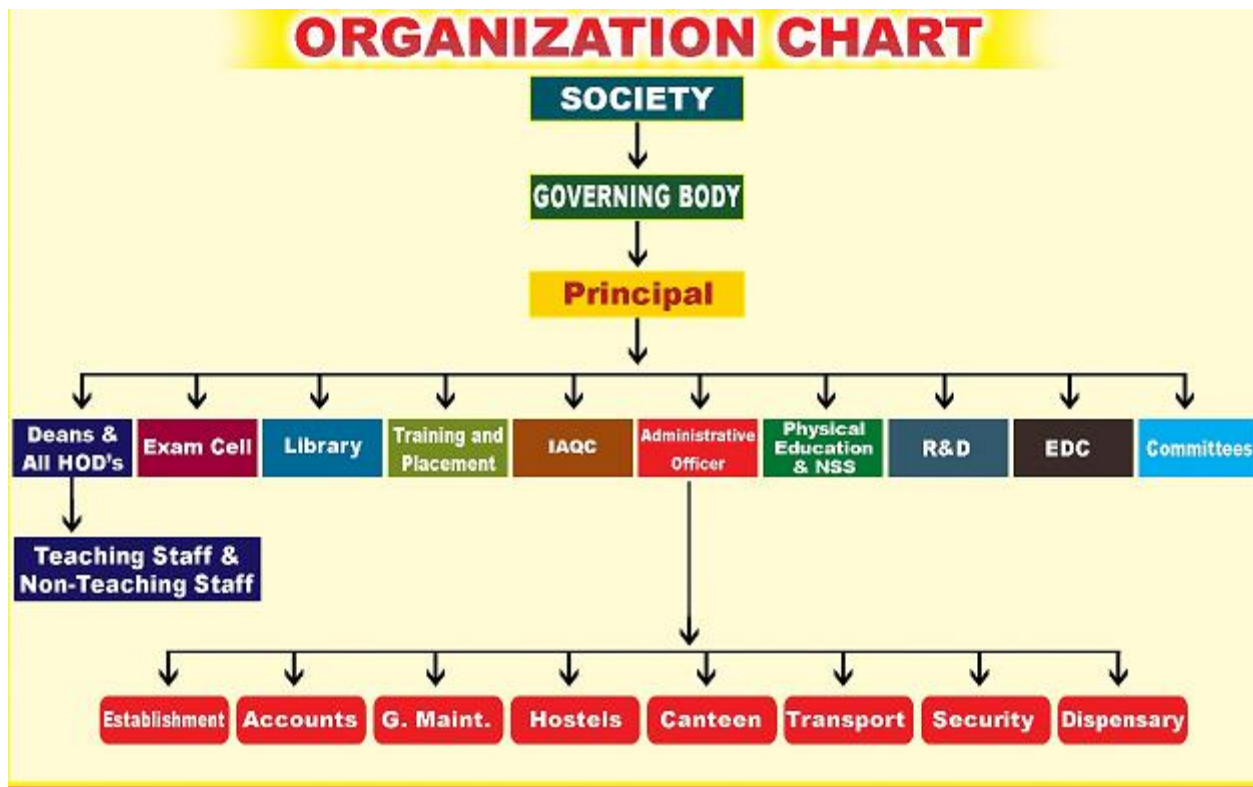 ORGANIZATION CHART
SOCIETY
GOVERNING BODY
Principal
Deans &
All HOD's
Exam Cell
Library
Training and
Placement
IAQC
Administrative
Officer
Physical
Education
& NSS
R&D
EDC
Committees
Teaching Staff &
Non-Teaching Staff
Establishment
Accounts
G. Maint.
Hostels
Canteen
Transport
Security
Dispensary